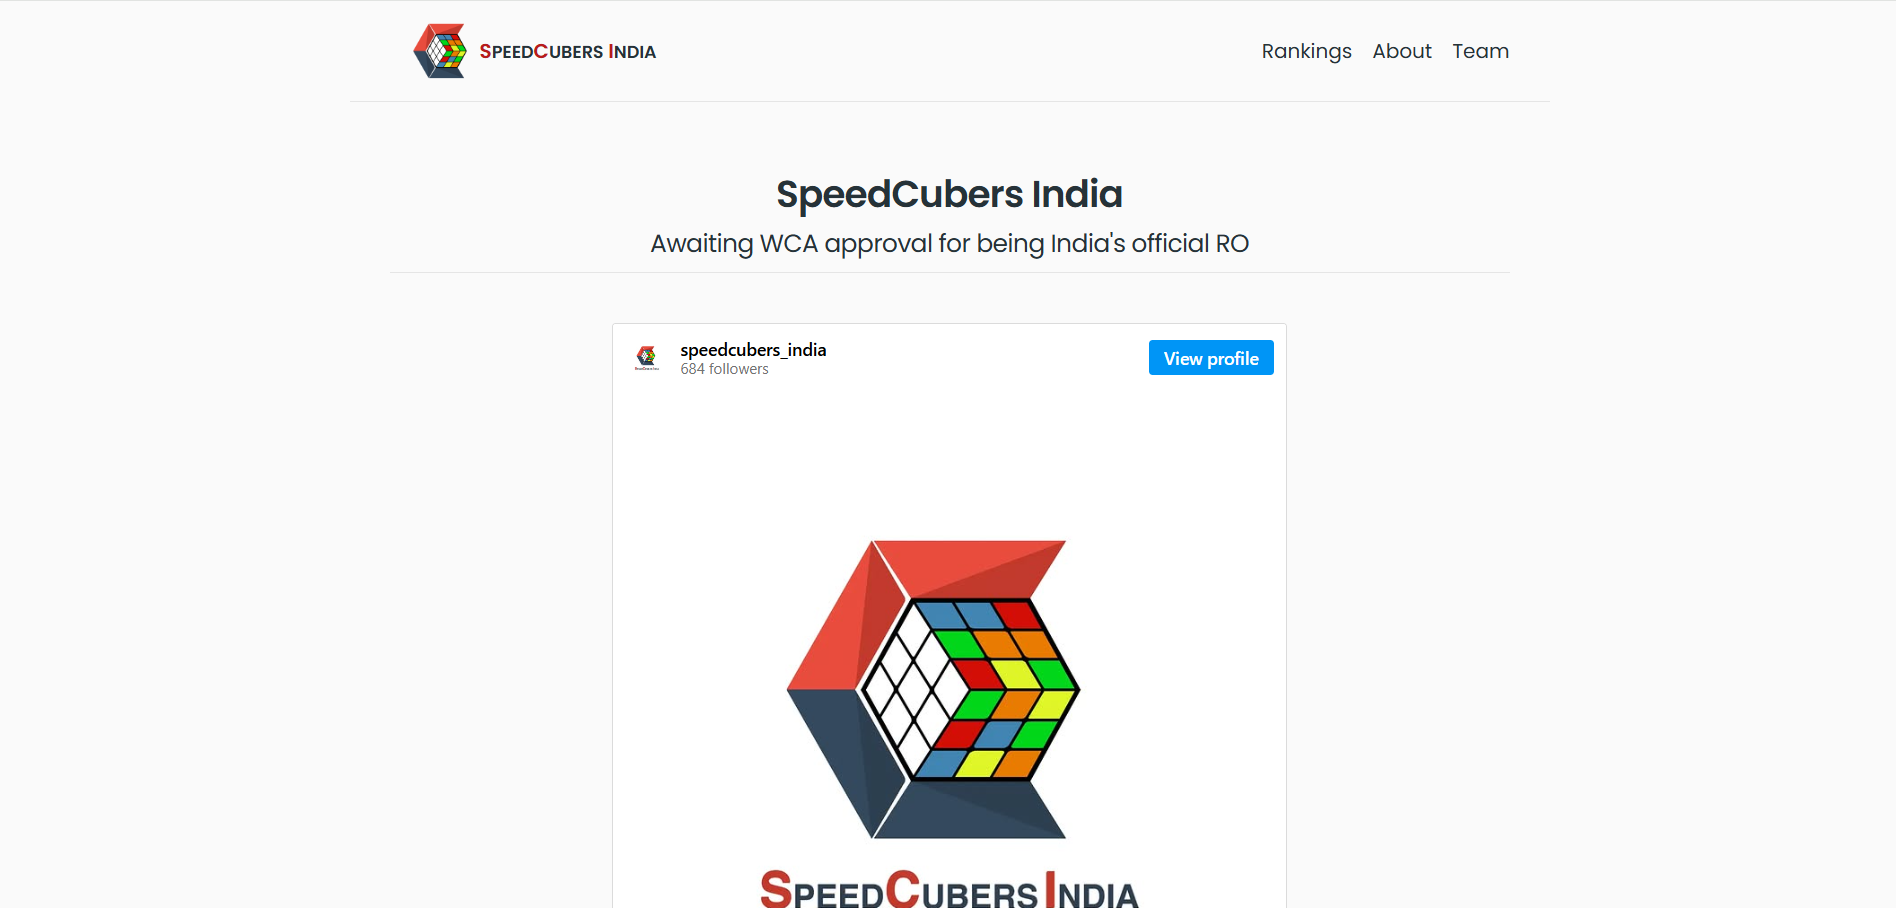 SPEEDCUBERS INDIA
Rankings About Team
SpeedCubers India
Awaiting WCA approval for being India's official RO
speedcubers_india
684 followers
View profile
SPEEDCUBERS INDIA